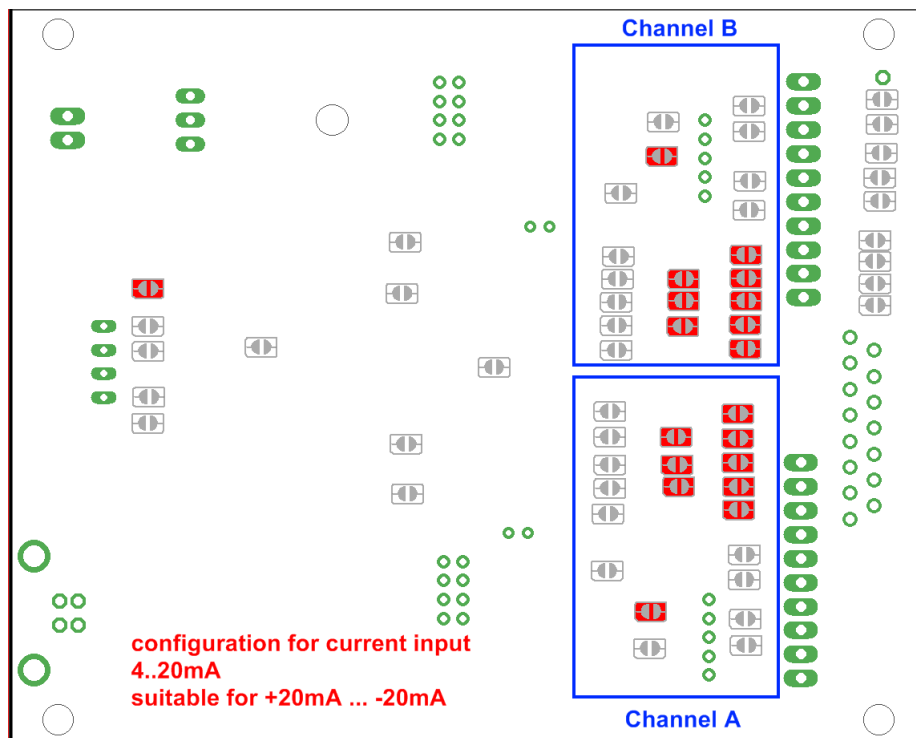 Channel B
configuration for current input
4..20mA
suitable for +20mA ... -20mA
Channel A